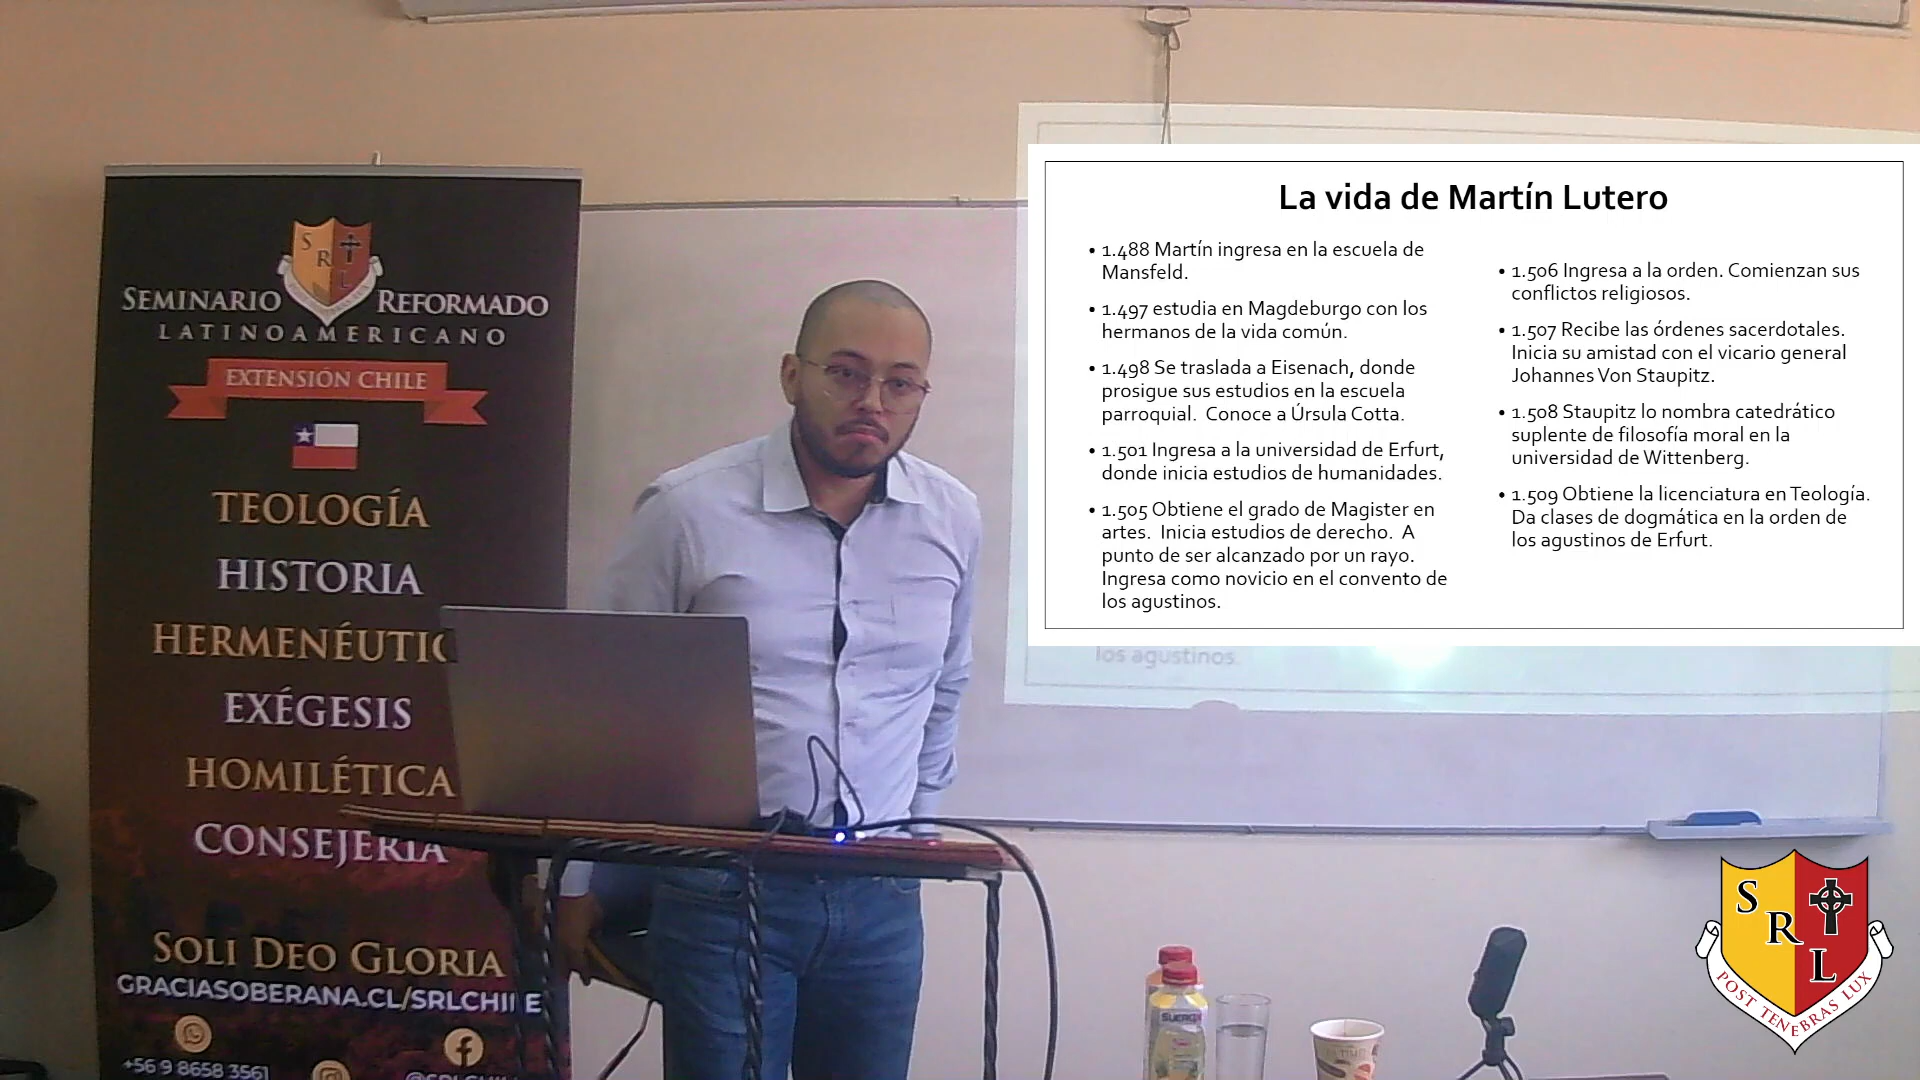 S
R
L
SEMINARIO REFORMADO
LATINOAMERICANO
EXTENSIÓN CHILE
TEOLOGÍA
HISTORIA
EXÉGESIS
HOMILÉTICA
CONSEJERÍA
SOLI DEO GLORIA
+56 9 8658 3561
La vida de Martín Lutero
• 1.488 Martín ingresa en la escuela de
Mansfeld.
• 1.497 estudia en Magdeburgo con los
hermanos de la vida común.
• 1.498 Se traslada a Eisenach, donde
prosigue sus estudios en la escuela
parroquial. Conoce a Úrsula Cotta.
• 1.501 Ingresa a la universidad de Erfurt,
donde inicia estudios de humanidades.
• 1.505 Obtiene el grado de Magister en
artes. Inicia estudios de derecho. A
punto de ser alcanzado por un rayo.
Ingresa como novicio en el convento de
los agustinos.
• 1.506 Ingresa a la orden. Comienzan sus
conflictos religiosos.
• 1.507 Recibe las órdenes sacerdotales.
Inicia su amistad con el vicario general
Johannes Von Staupitz.
• 1.508 Staupitz lo nombra catedrático
suplente de filosofía moral en la
universidad de Wittenberg.
• 1.509 Obtiene la licenciatura en Teología.
Da clases de dogmática en la orden de
los agustinos de Erfurt.
los agustinos.
S
R
L
POST TENEBRAS LUX